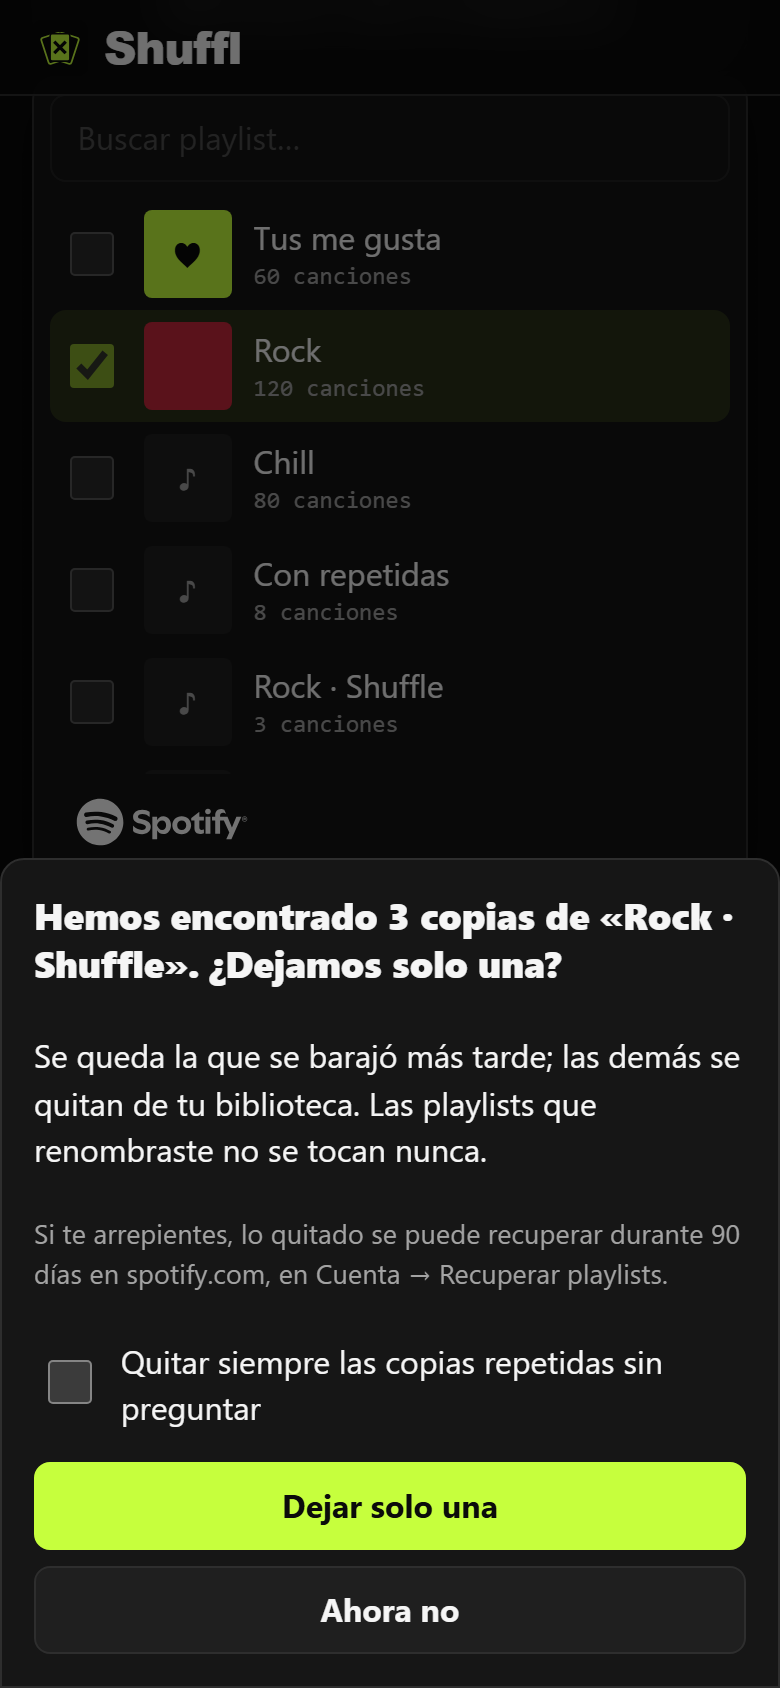 Shuffl
Buscar playlist...
Tus me gusta
60 canciones
Rock
120 canciones
Chill
80 canciones
Con repetidas
8 canciones
Rock · Shuffle
3 canciones
Spotify
Hemos encontrado 3 copias de «Rock ·
Shuffle». ¿Dejamos solo una?
Se queda la que se barajó más tarde; las demás se
quitan de tu biblioteca. Las playlists que
renombraste no se tocan nunca.
Si te arrepientes, lo quitado se puede recuperar durante 90
días en spotify.com, en Cuenta → Recuperar playlists.
Quitar siempre las copias repetidas sin
preguntar
Dejar solo una
Ahora no